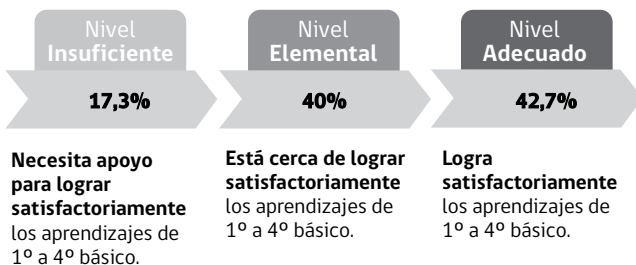 Nivel
Insuficiente
17,3%
Necesita apoyo
para lograr
satisfactoriamente
los aprendizajes de
1º a 4º básico.
Nivel
Elemental
40%
Está cerca de lograr
satisfactoriamente
los aprendizajes de
1º a 4º básico.
Nivel
Adecuado
42,7%
Logra
satisfactoriamente
los aprendizajes de
1º a 4º básico.